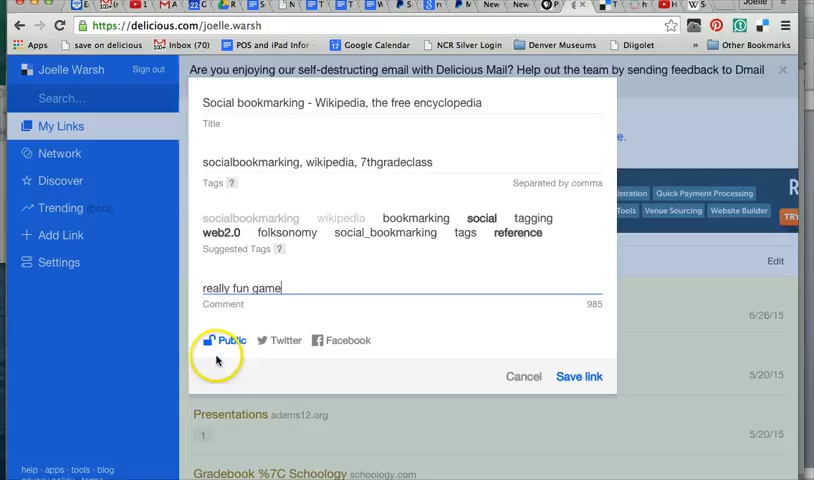 Joelle
https://delicious.com/joelle.warsh
Apps save on delicious Inbox (70) POS and iPad Infor Google Calendar NCR Silver Login Denver Museums Diigolet Other Bookmarks
Joelle Warsh Sign out
Are you enjoying our self-destructing email with Delicious Mail? Help out the team by sending feedback to Dmail
Search...
Social bookmarking - Wikipedia, the free encyclopedia
Title
My Links
Network
socialbookmarking, wikipedia, 7thgradeclass
Discover
Tags ? Separated by comma
Quick Payment Processing
Trending (beta)
Tools Venue Sourcing Website Builder
TRY
socialbookmarking wikipedia bookmarking social tagging
Add Link
web2.0 folksonomy social_bookmarking tags reference
Suggested Tags ?
Settings
Edit
really fun game
Comment 985
6/26/15
Public Twitter Facebook
Cancel Save link
5/20/15
Presentations adams12.org
1
5/20/15
help · apps · tools · blog
Gradebook %7C Schoology schoology.com